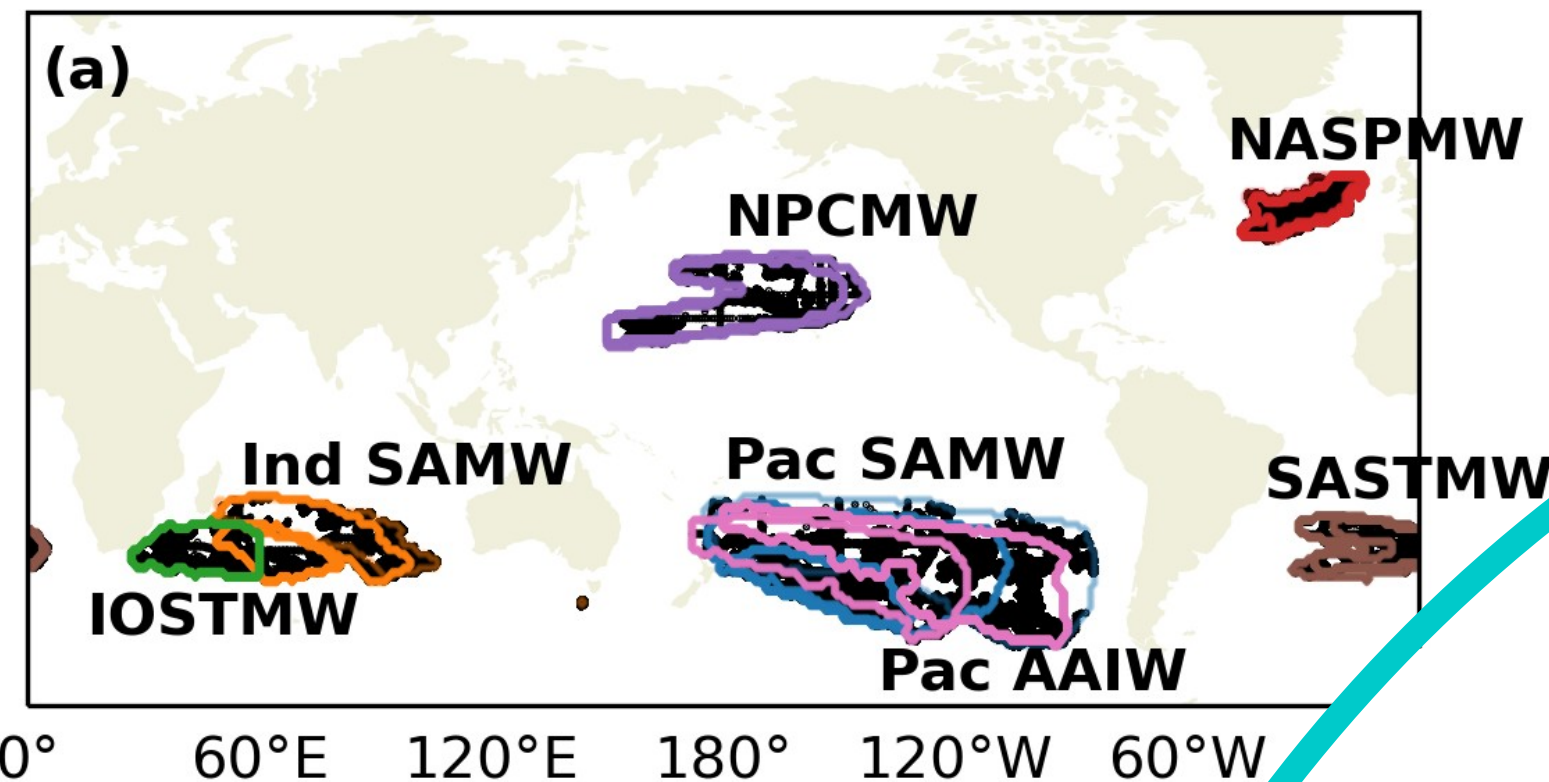 (a)
NASPMW
NPCMW
Ind SAMW
Pac SAMW
SASTMW
IOSTMW
Pac AAIW
0° 60°E 120°E 180° 120°W 60°W